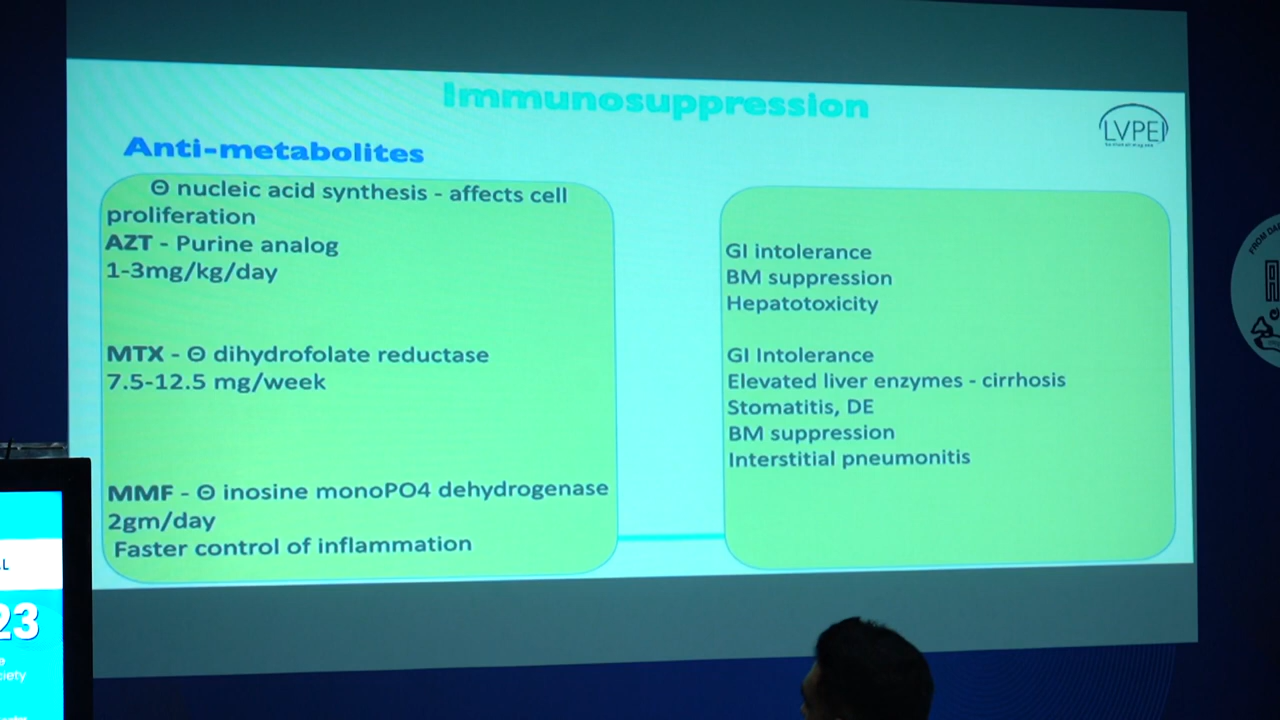 Immunosuppression
LVPEI
Anti-metabolites
Θ nucleic acid synthesis - affects cell
proliferation
AZT - Purine analog
1-3mg/kg/day
MTX - Θ dihydrofolate reductase
7.5-12.5 mg/week
MMF - Θ inosine monoPO4 dehydrogenase
2gm/day
Faster control of inflammation
GI intolerance
BM suppression
Hepatotoxicity
GI Intolerance
Elevated liver enzymes - cirrhosis
Stomatitis, DE
BM suppression
Interstitial pneumonitis
FROM
L
23
ciety